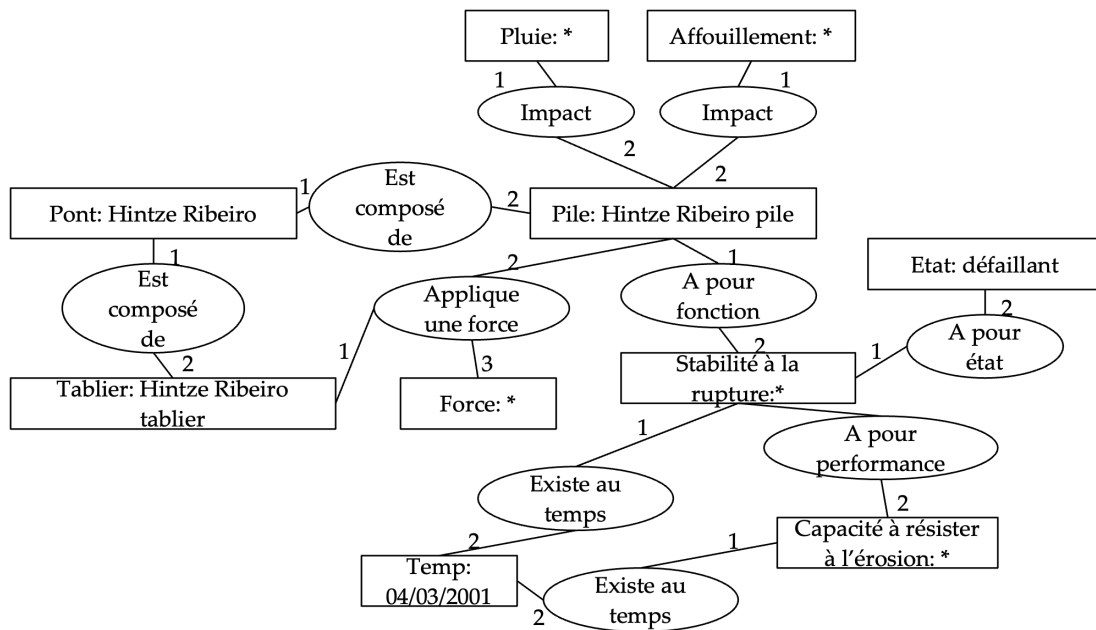 Pluie: *
Affouillement: *
1
1
Impact
Impact
2
2
Est
composé
de
1
2
Pont: Hintze Ribeiro
Pile: Hintze Ribeiro pile
1
2
1
Etat: défaillant
Est
composé
de
Applique
une force
A pour
fonction
2
A pour
état
2
1
3
2
1
Tablier: Hintze Ribeiro
tablier
Force: *
Stabilité à la
rupture:*
1
A pour
performance
Existe au
temps
2
2
Capacité à résister
à l'érosion: *
1
Temp:
04/03/2001
2
Existe au
temps